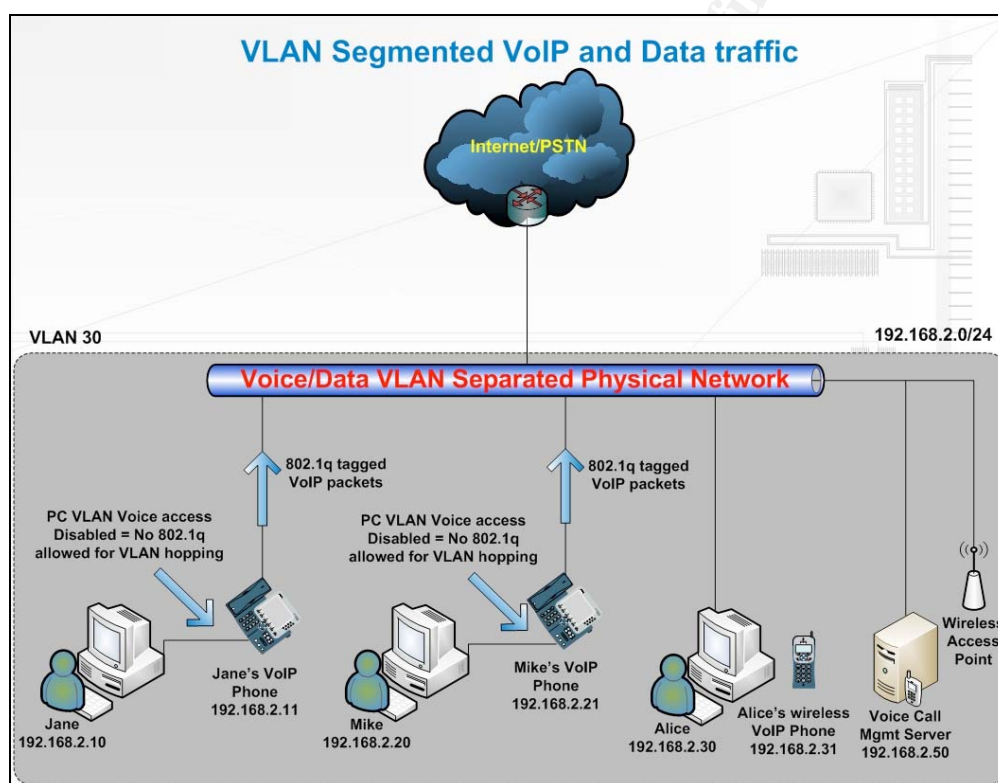 VLAN Segmented VoIP and Data traffic
Internet/PSTN
VLAN 30
192.168.2.0/24
Voice/Data VLAN Separated Physical Network
802.1q tagged
VoIP packets
802.1q tagged
VoIP packets
PC VLAN Voice access
Disabled = No 802.1q
allowed for VLAN hopping
PC VLAN Voice access
Disabled = No 802.1q
allowed for VLAN hopping
Jane
192.168.2.10
Jane's VoIP
Phone
192.168.2.11
Mike
192.168.2.20
Mike's VoIP
Phone
192.168.2.21
Alice
192.168.2.30
Alice's wireless
VoIP Phone
192.168.2.31
Voice Call
Mgmt Server
192.168.2.50
Wireless
Access
Point